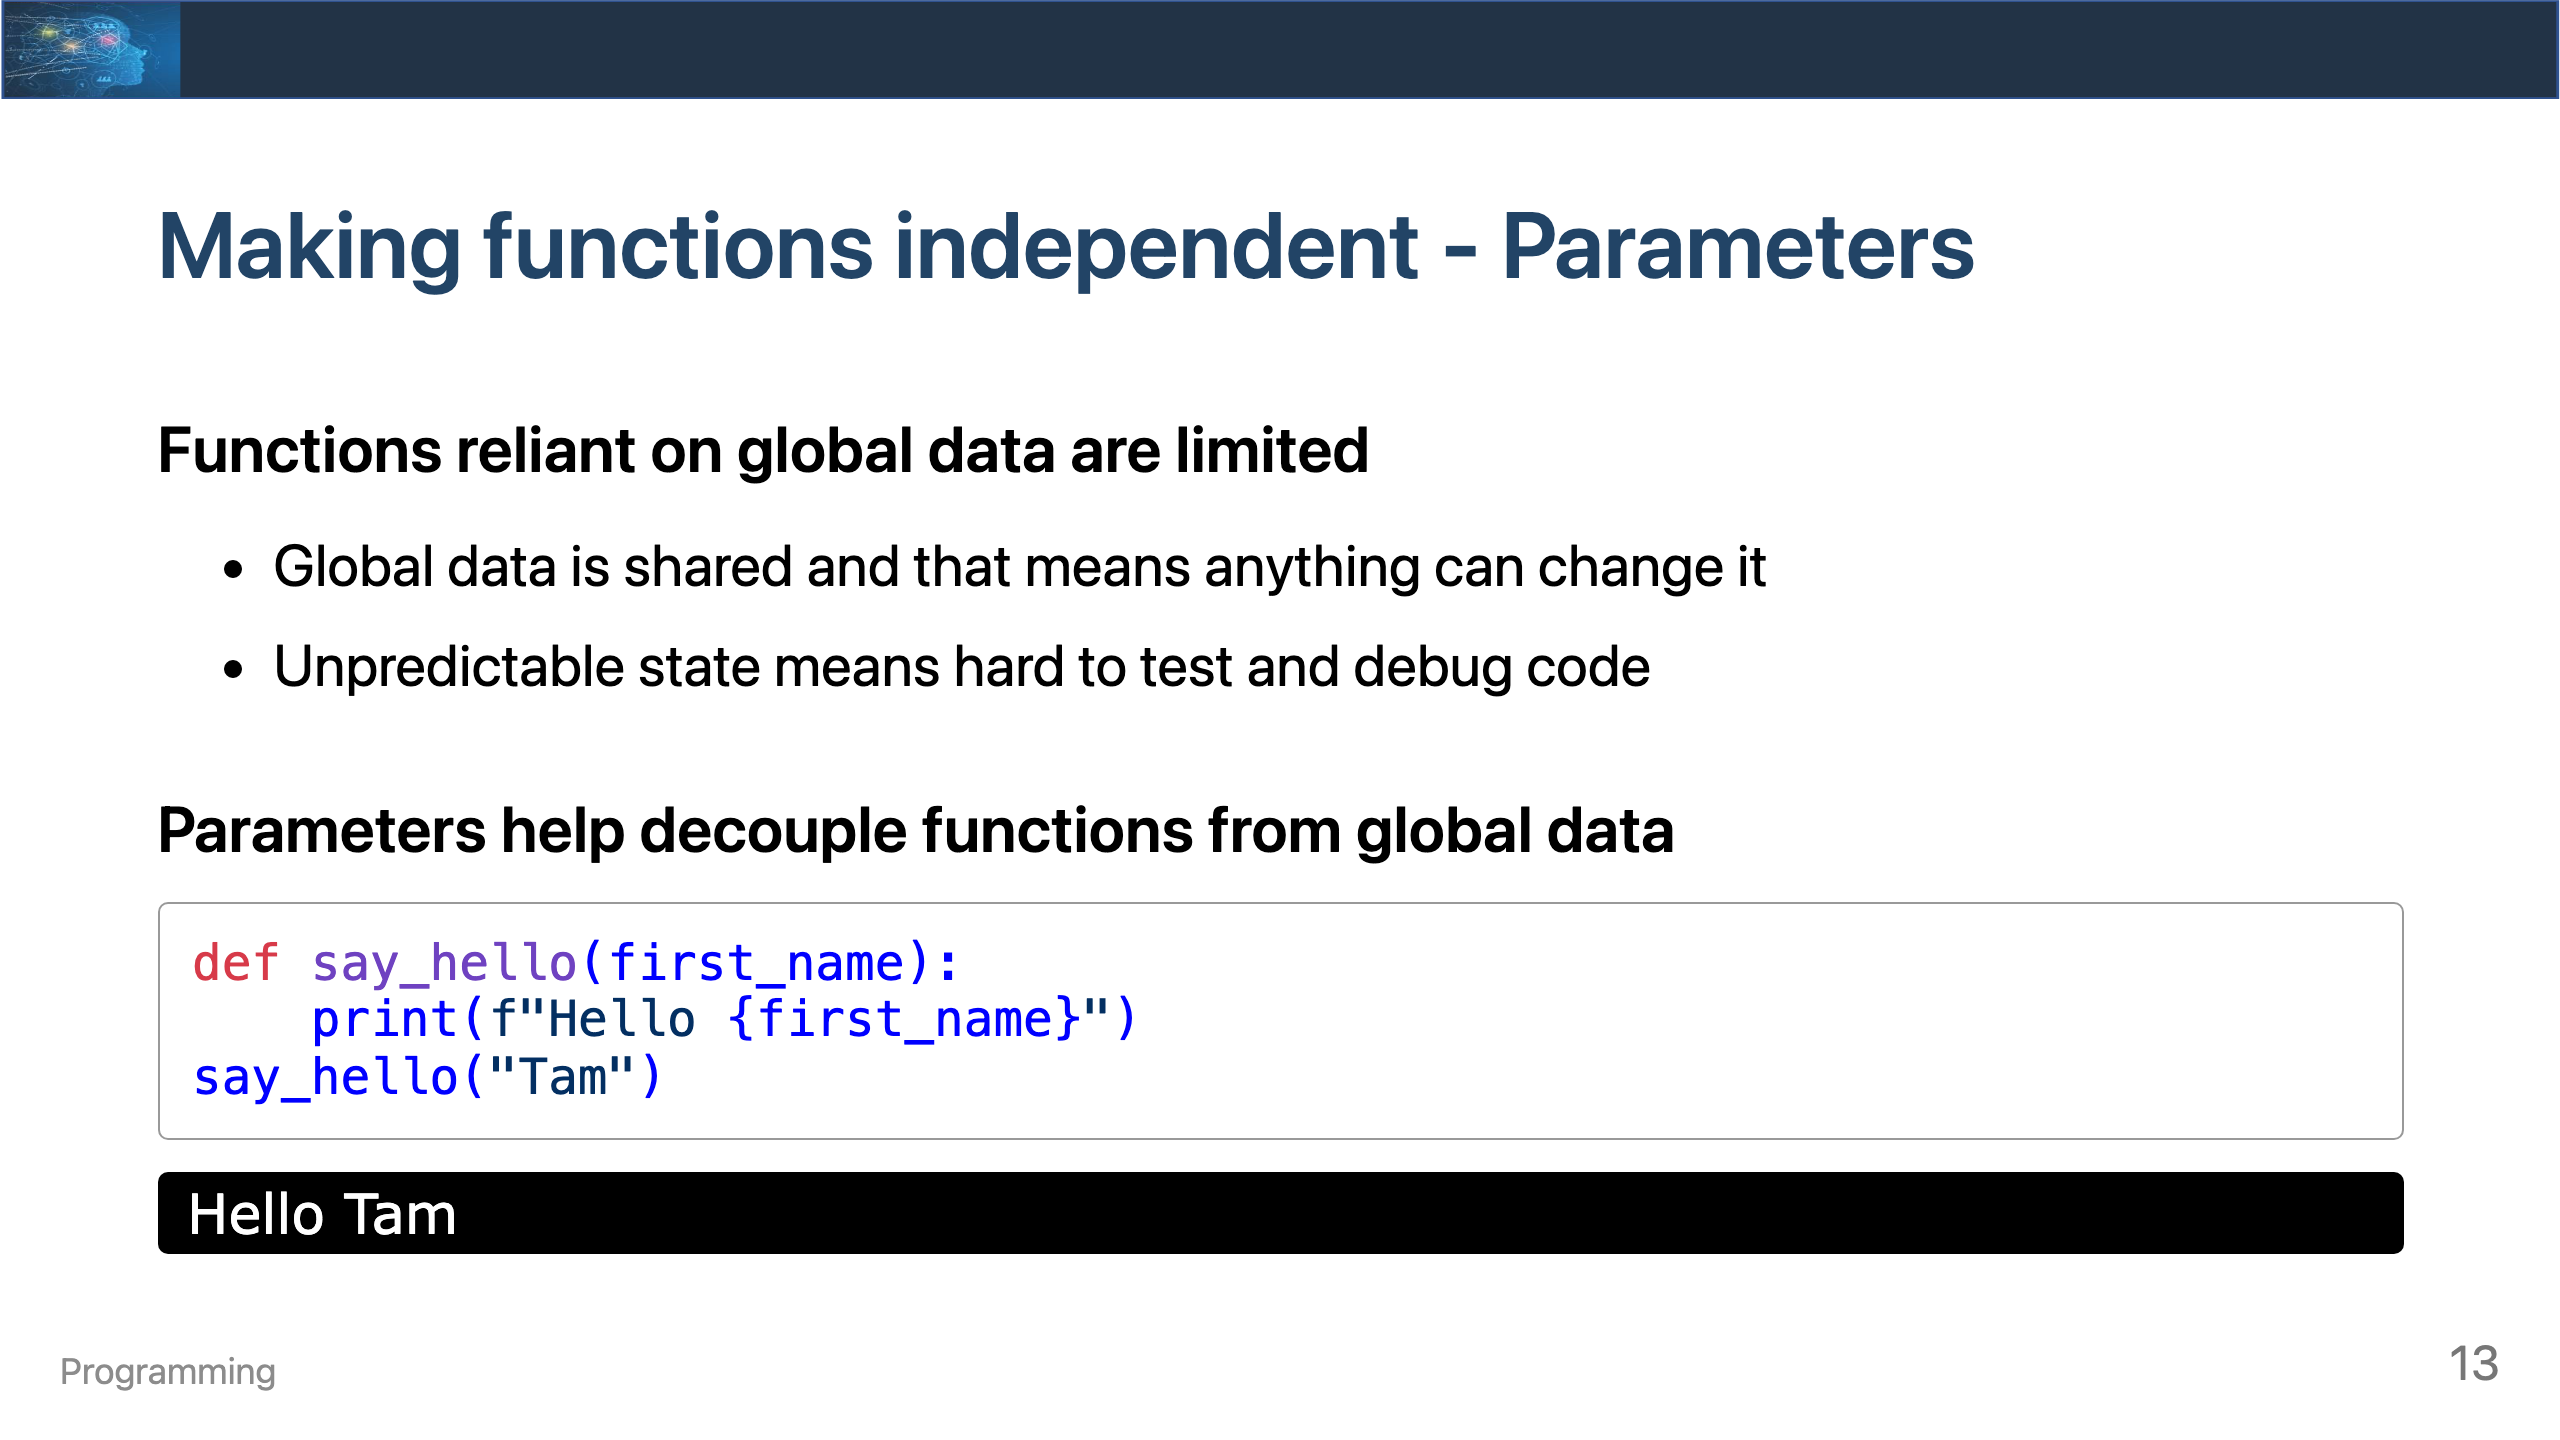 Making functions independent - Parameters
Functions reliant on global data are limited
• Global data is shared and that means anything can change it
• Unpredictable state means hard to test and debug code
Parameters help decouple functions from global data
def say_hello(first_name):
    print(f"Hello {first_name}")
say_hello("Tam")
Hello Tam
Programming
13